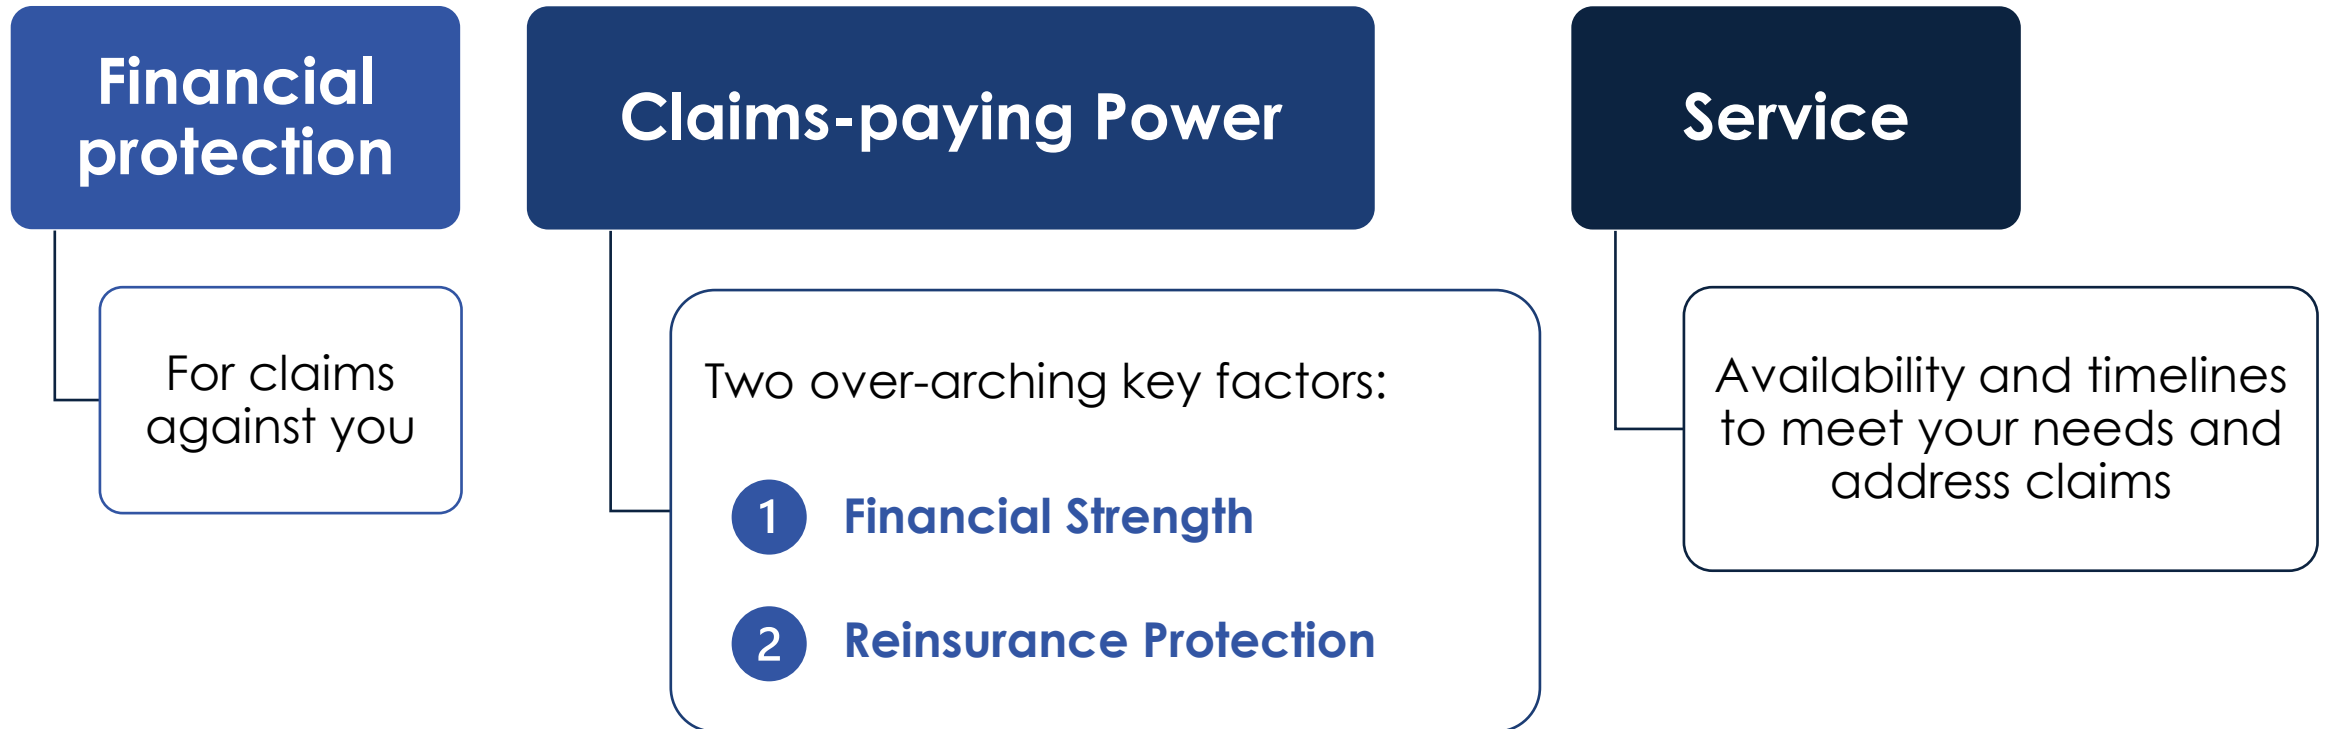 Financial
protection
For claims
against you
Claims-paying Power
Two over-arching key factors:
1 Financial Strength
2 Reinsurance Protection
Service
Availability and timelines
to meet your needs and
address claims